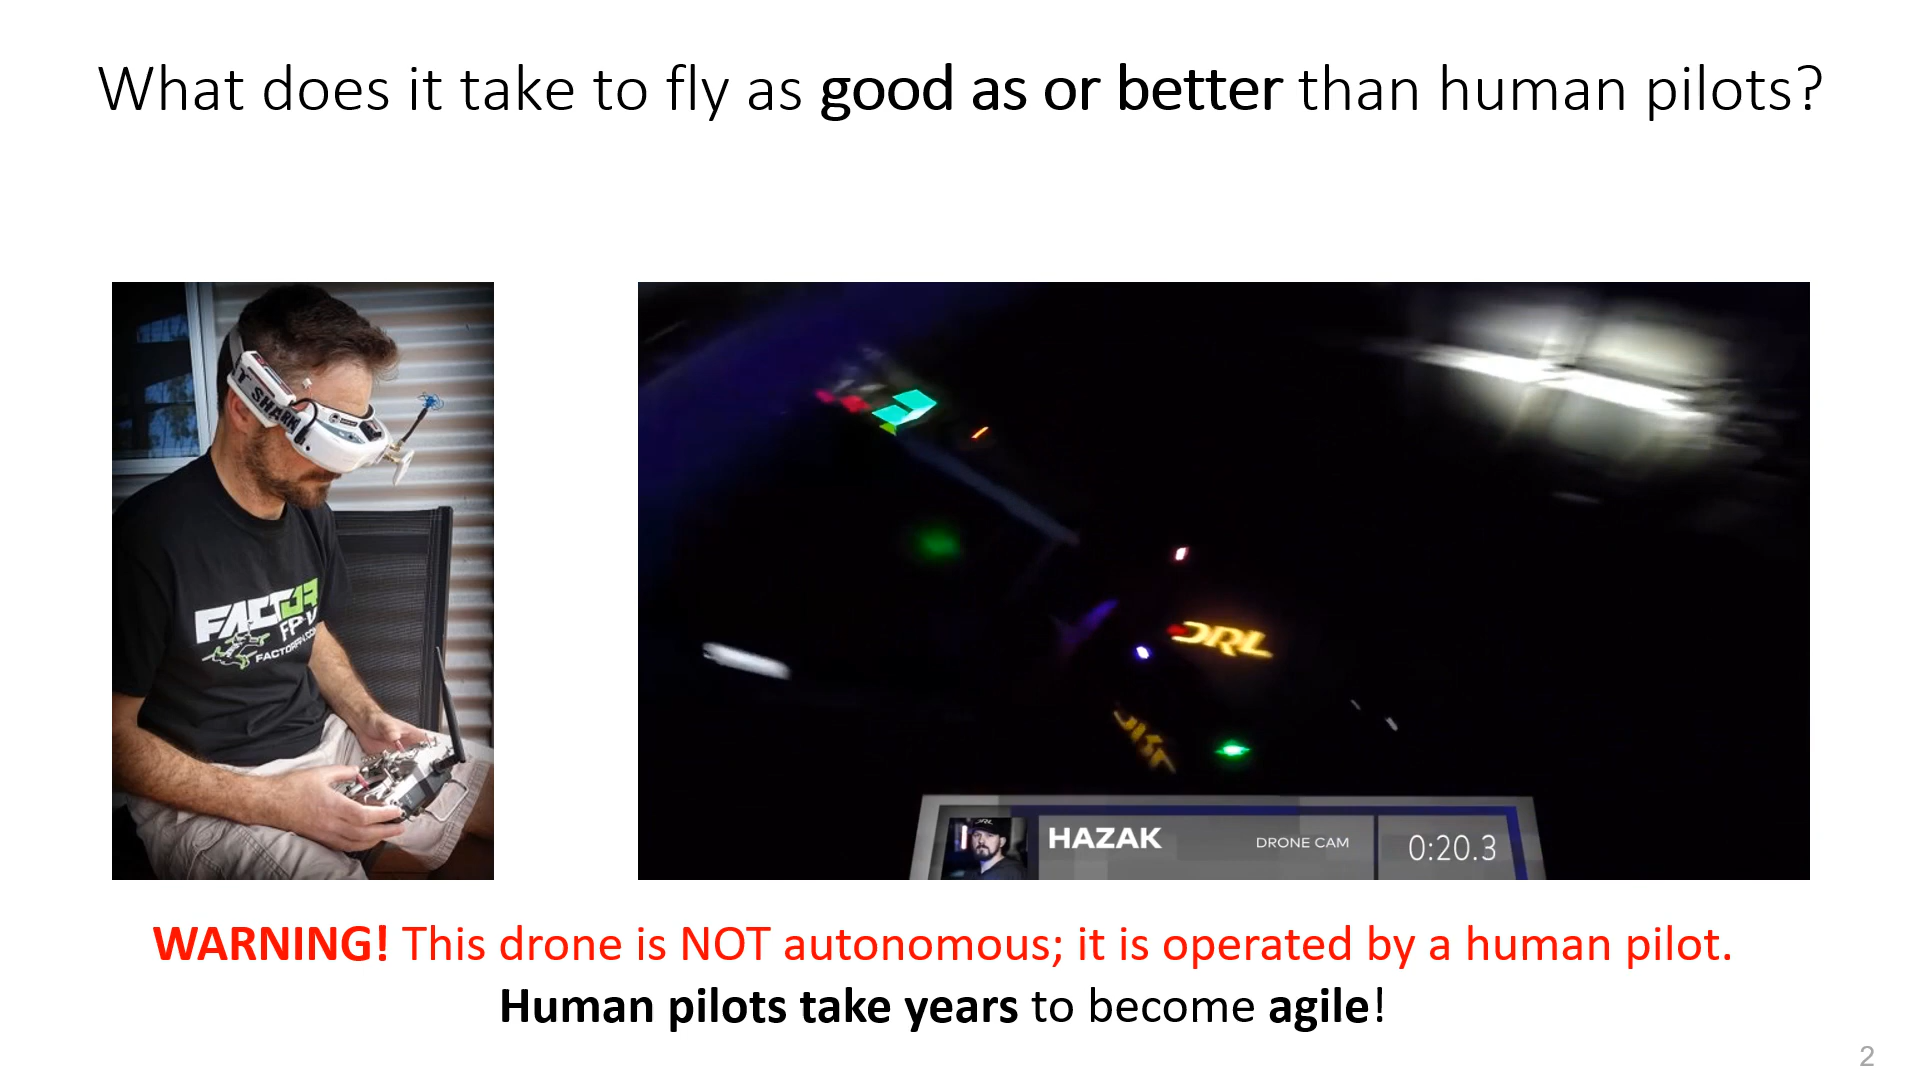 What does it take to fly as good as or better than human pilots?
T SHARK
FACTOR
FP-V
DRL
HAZAK
DRONE CAM
0:20.3
WARNING! This drone is NOT autonomous; it is operated by a human pilot.
Human pilots take years to become agile!
2